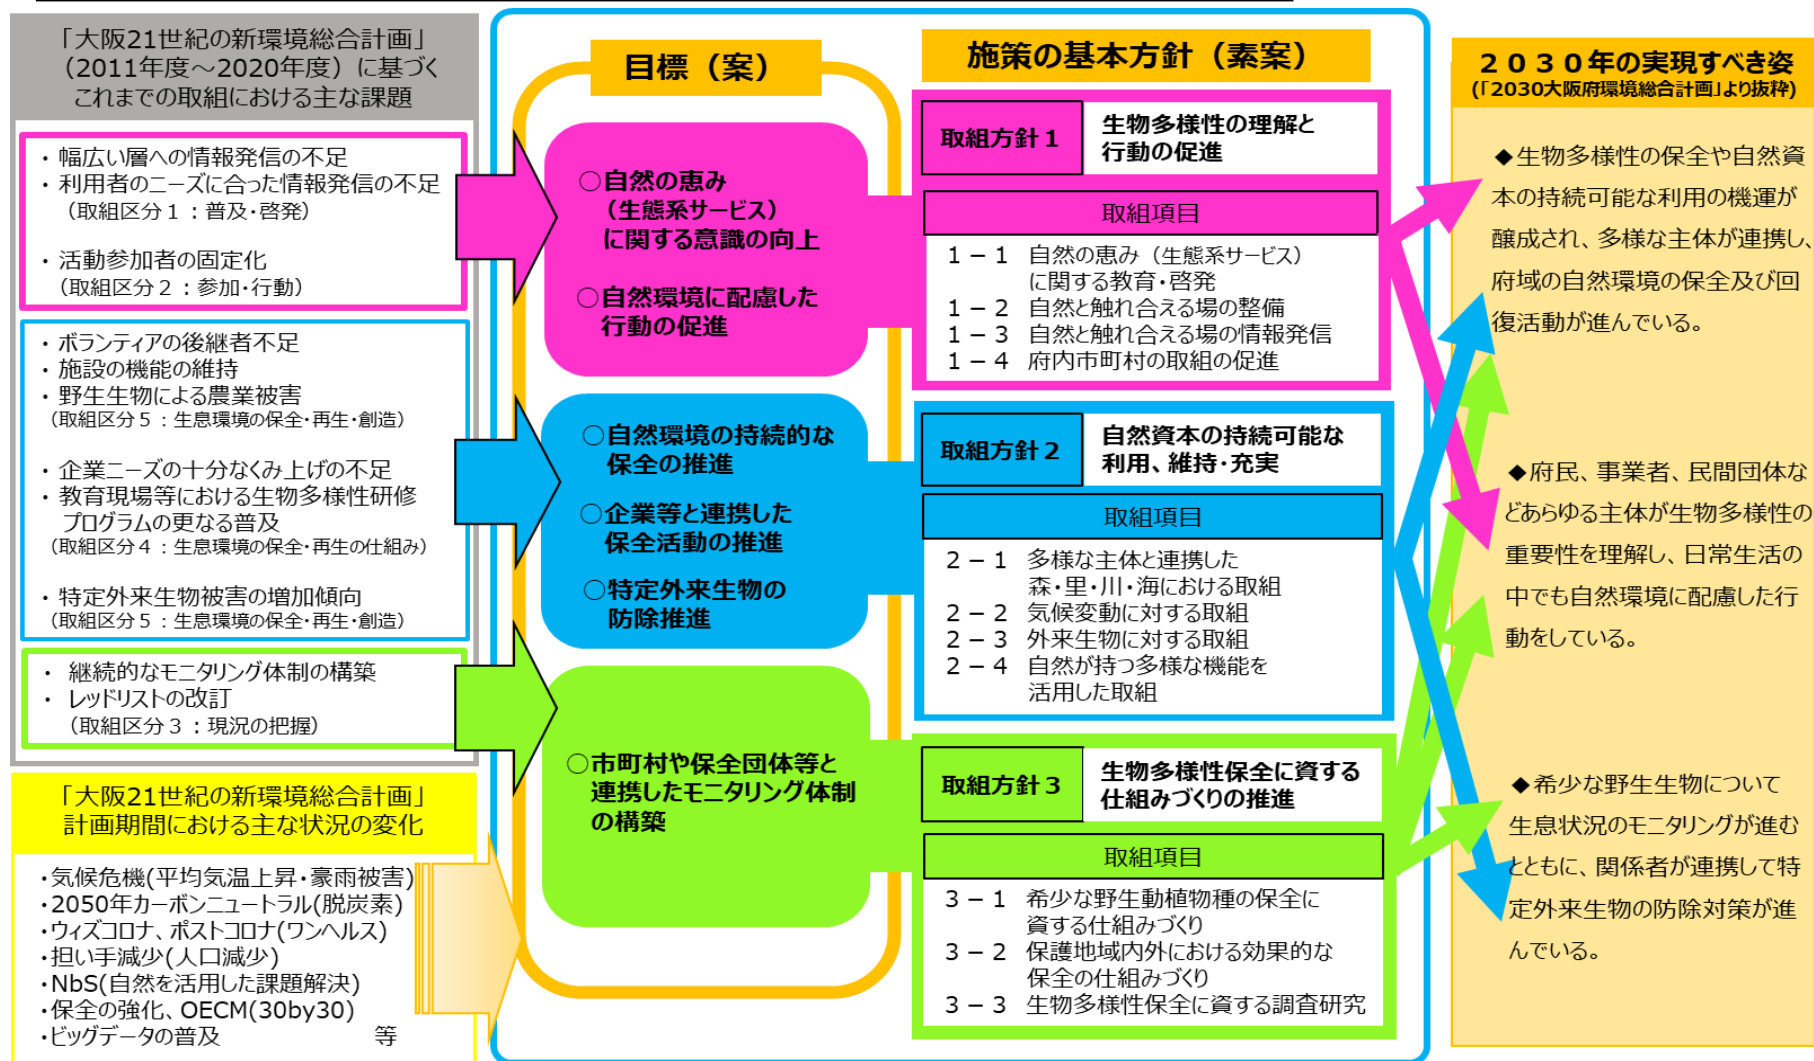 「大阪21世紀の新環境総合計画」
（2011年度～2020年度）に基づく
これまでの取組における主な課題
・幅広い層への情報発信の不足
・利用者のニーズに合った情報発信の不足
（取組区分１：普及・啓発）
・活動参加者の固定化
（取組区分２：参加・行動）
・ボランティアの後継者不足
・施設の機能の維持
・野生生物による農業被害
（取組区分５：生息環境の保全・再生・創造）
・企業ニーズの十分なくみ上げの不足
・教育現場等における生物多様性研修
プログラムの更なる普及
（取組区分４：生息環境の保全・再生の仕組み）
・特定外来生物被害の増加傾向
（取組区分５：生息環境の保全・再生・創造）
・ 継続的なモニタリング体制の構築
・ レッドリストの改訂
（取組区分３：現況の把握）
「大阪21世紀の新環境総合計画」
計画期間における主な状況の変化
・気候危機(平均気温上昇・豪雨被害)
・2050年カーボンニュートラル(脱炭素)
・ウィズコロナ、ポストコロナ(ワンヘルス)
・担い手減少(人口減少)
・NbS(自然を活用した課題解決)
・保全の強化、OECM(30by30)
・ビッグデータの普及 等
目標（案）
○自然の恵み
（生態系サービス）
に関する意識の向上
○自然環境に配慮した
行動の促進
○自然環境の持続的な
保全の推進
○企業等と連携した
保全活動の推進
○特定外来生物の
防除推進
○市町村や保全団体等と
連携したモニタリング体制
の構築
施策の基本方針（素案）
取組方針１
生物多様性の理解と
行動の促進
取組項目
１－１ 自然の恵み（生態系サービス）
に関する教育・啓発
１－２ 自然と触れ合える場の整備
１－３ 自然と触れ合える場の情報発信
１－４ 府内市町村の取組の促進
取組方針２
自然資本の持続可能な
利用、維持・充実
取組項目
２－１ 多様な主体と連携した
森・里・川・海における取組
２－２ 気候変動に対する取組
２－３ 外来生物に対する取組
２－４ 自然が持つ多様な機能を
活用した取組
取組方針３
生物多様性保全に資する
仕組みづくりの推進
取組項目
３－１ 希少な野生動植物種の保全に
資する仕組みづくり
３－２ 保護地域内外における効果的な
保全の仕組みづくり
３－３ 生物多様性保全に資する調査研究
２０３０年の実現すべき姿
(「2030大阪府環境総合計画」より抜粋)
◆生物多様性の保全や自然資
本の持続可能な利用の機運が
醸成され、多様な主体が連携し、
府域の自然環境の保全及び回
復活動が進んでいる。
◆府民、事業者、民間団体な
どあらゆる主体が生物多様性の
重要性を理解し、日常生活の
中でも自然環境に配慮した行
動をしている。
◆希少な野生生物について
生息状況のモニタリングが進む
とともに、関係者が連携して特
定外来生物の防除対策が進
んでいる。